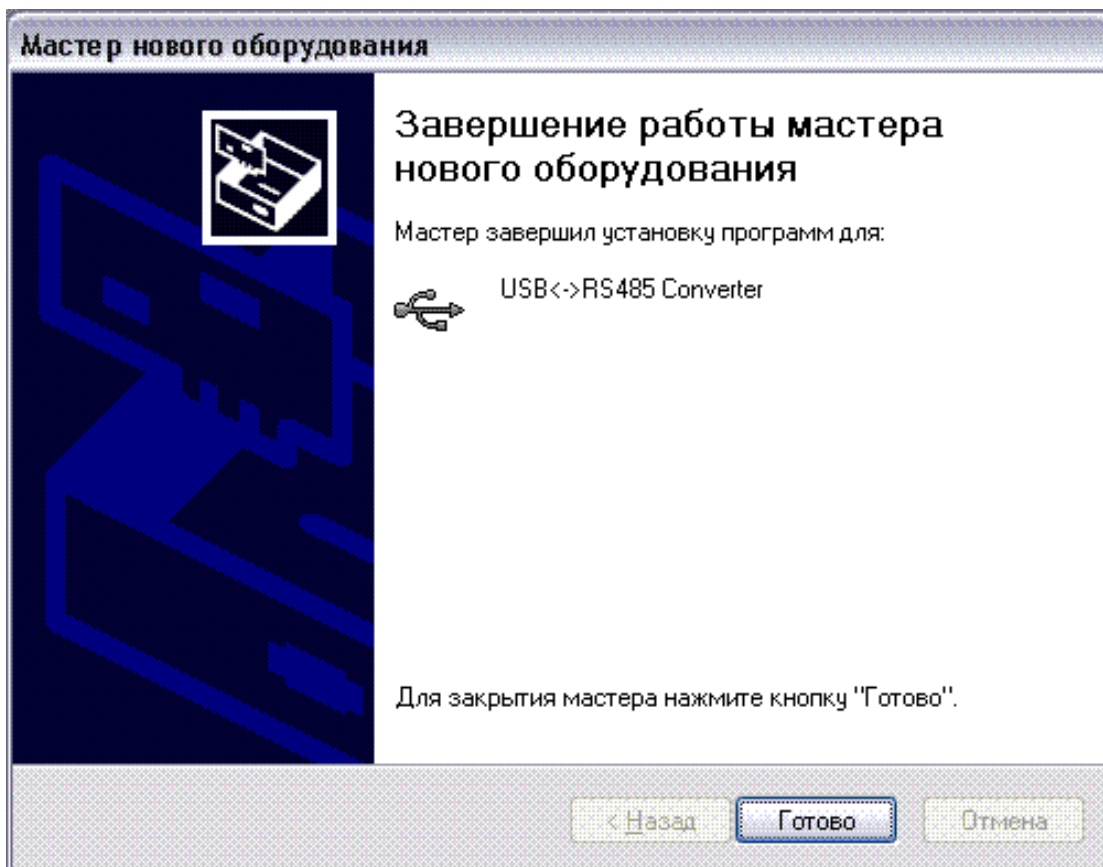 Мастер нового оборудования
Завершение работы мастера
нового оборудования
Мастер завершил установку программ для:
USB<->RS485 Converter
Для закрытия мастера нажмите кнопку "Готово".
< Назад Готово Отмена